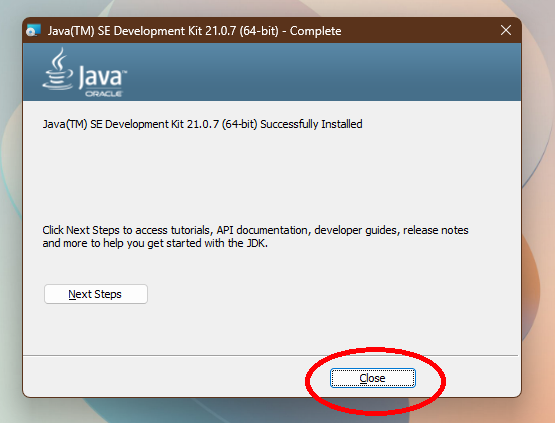 Java(TM) SE Development Kit 21.0.7 (64-bit) - Complete
Java™
ORACLE
Java(TM) SE Development Kit 21.0.7 (64-bit) Successfully Installed
Click Next Steps to access tutorials, API documentation, developer guides, release notes
and more to help you get started with the JDK.
Next Steps
Close